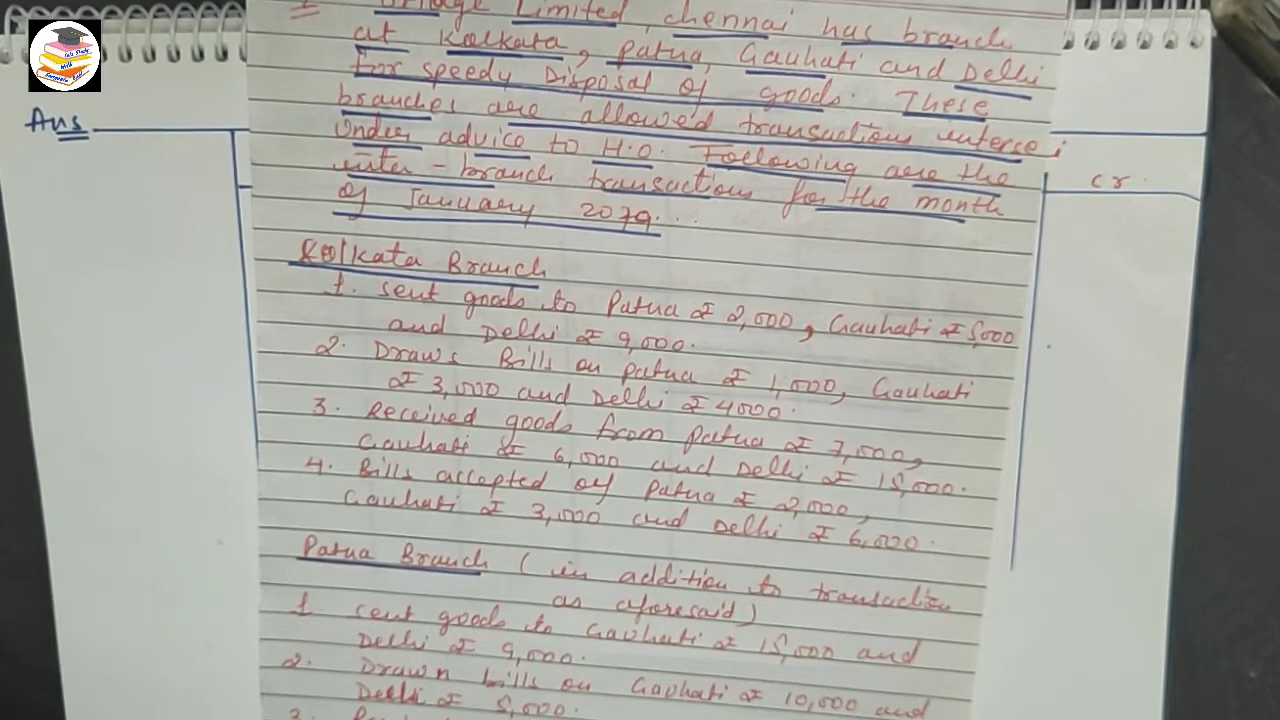 Limited, chennai has branch
at Kolkata, Patna, Gauhati and Delhi
For speedy Disposal of goods. These
branches are allowed transactions interse
Under advice to H.O. Following are the
inter-branch transactions for the month
of January 2079...
Ans
cr.
Kolkata Branch
1. sent goods to Patna ₹ 2,000, Gauhati ₹ 5000
and Delhi ₹ 9,000.
2. Draws Bills on Patna ₹ 1,000, Gauhati
₹ 3,000 and Delhi ₹ 4000.
3. Received goods from Patna ₹ 7,000,
Gauhati ₹ 6,000 and Delhi ₹ 15,000.
4. Bills accepted of Patna ₹ 2,000,
Gauhati ₹ 3,000 and Delhi ₹ 6,000.
Patna Branch (in addition to transaction
as aforesaid)
1. sent goods to Gauhati ₹ 15,000 and
Delhi ₹ 9,000.
2. Drawn bills on Gauhati ₹ 10,000 and
Delhi ₹ 5,000.
3.